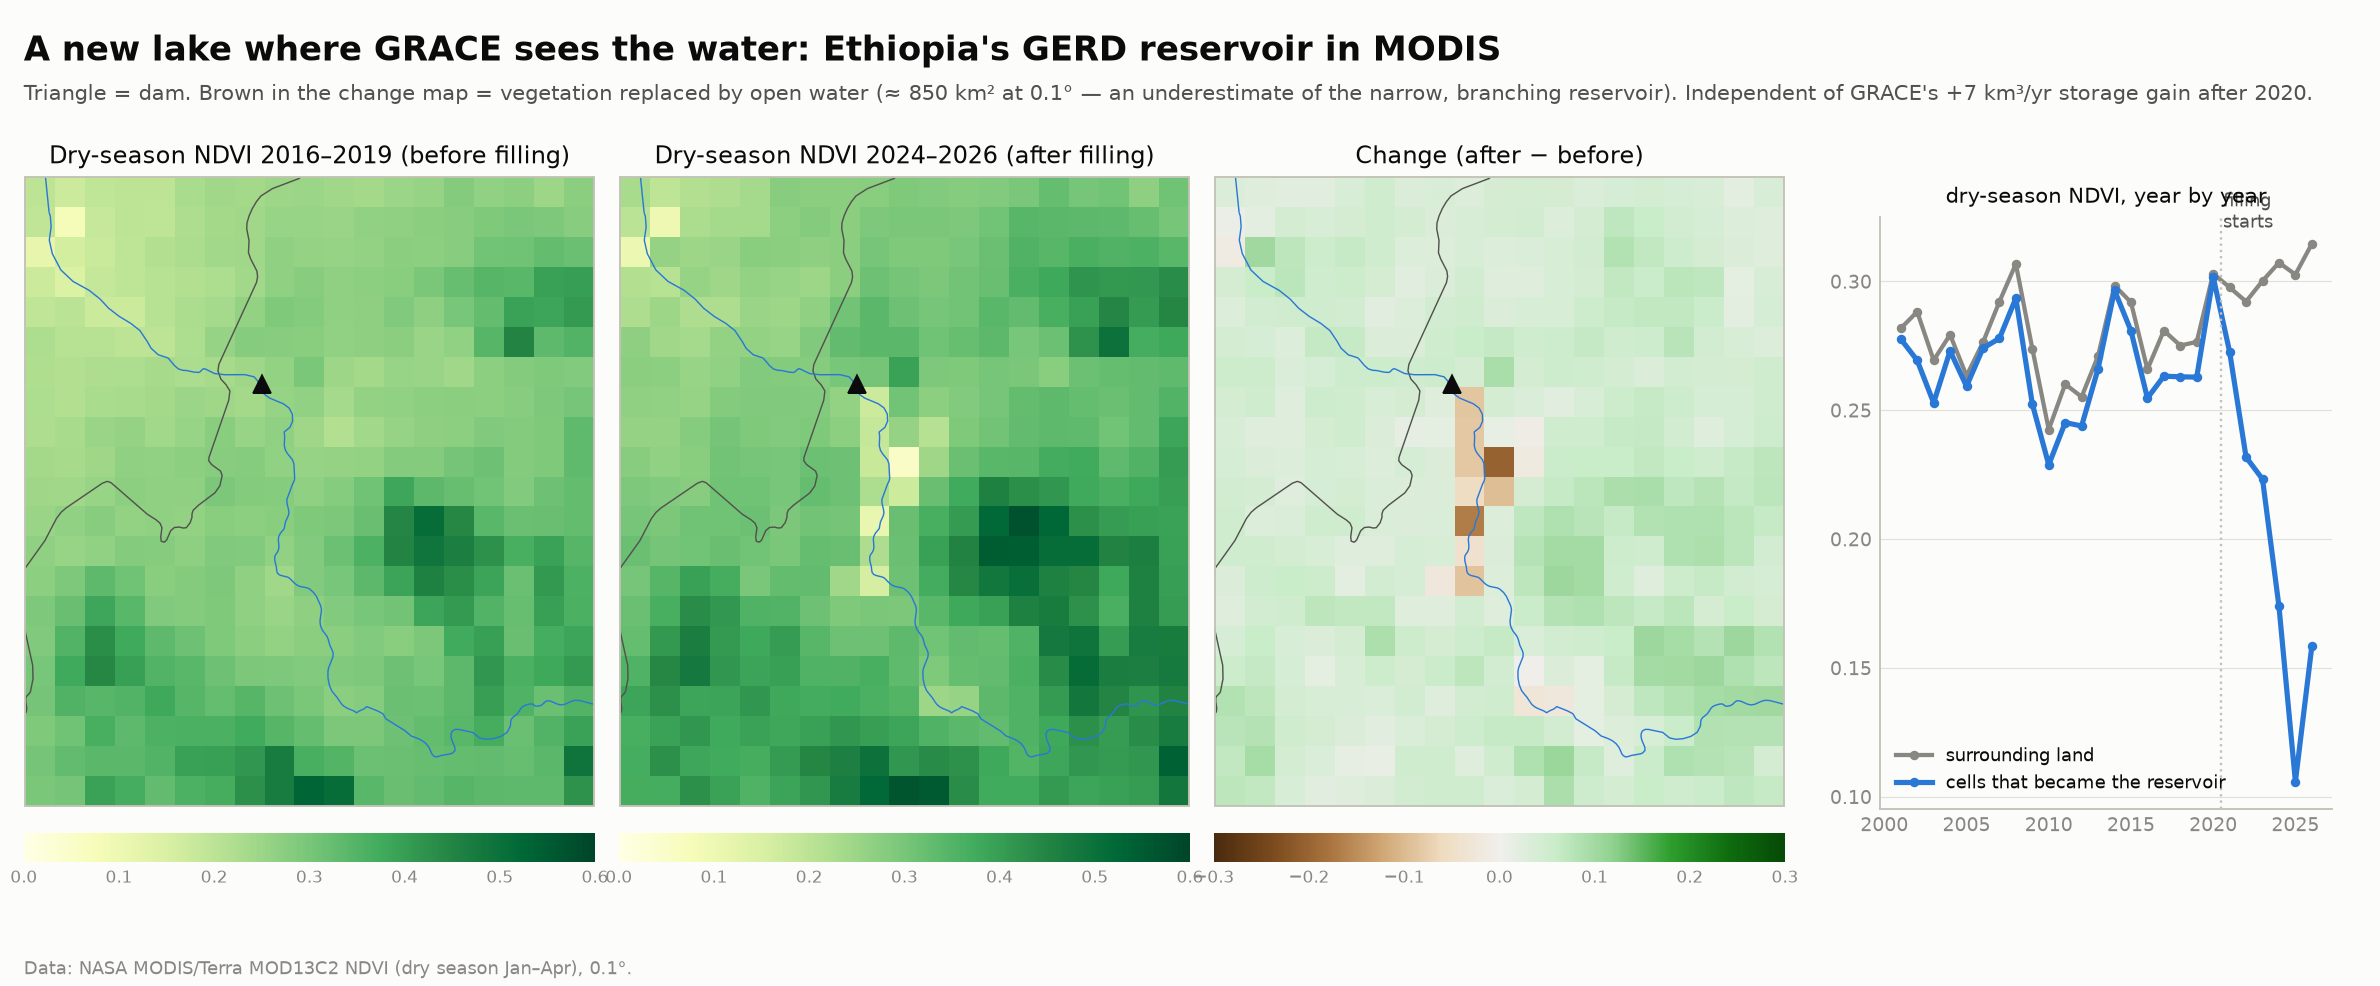 A new lake where GRACE sees the water: Ethiopia's GERD reservoir in MODIS
Triangle = dam. Brown in the change map = vegetation replaced by open water (≈ 850 km² at 0.1° — an underestimate of the narrow, branching reservoir). Independent of GRACE's +7 km³/yr storage gain after 2020.
Dry-season NDVI 2016–2019 (before filling)
0.0 0.1 0.2 0.3 0.4 0.5 0.6
Dry-season NDVI 2024–2026 (after filling)
0.0 0.1 0.2 0.3 0.4 0.5 0.6
Change (after − before)
−0.3 −0.2 −0.1 0.0 0.1 0.2 0.3
dry-season NDVI, year by year
filling
starts
0.30
0.25
0.20
0.15
0.10
surrounding land
cells that became the reservoir
2000 2005 2010 2015 2020 2025
Data: NASA MODIS/Terra MOD13C2 NDVI (dry season Jan–Apr), 0.1°.